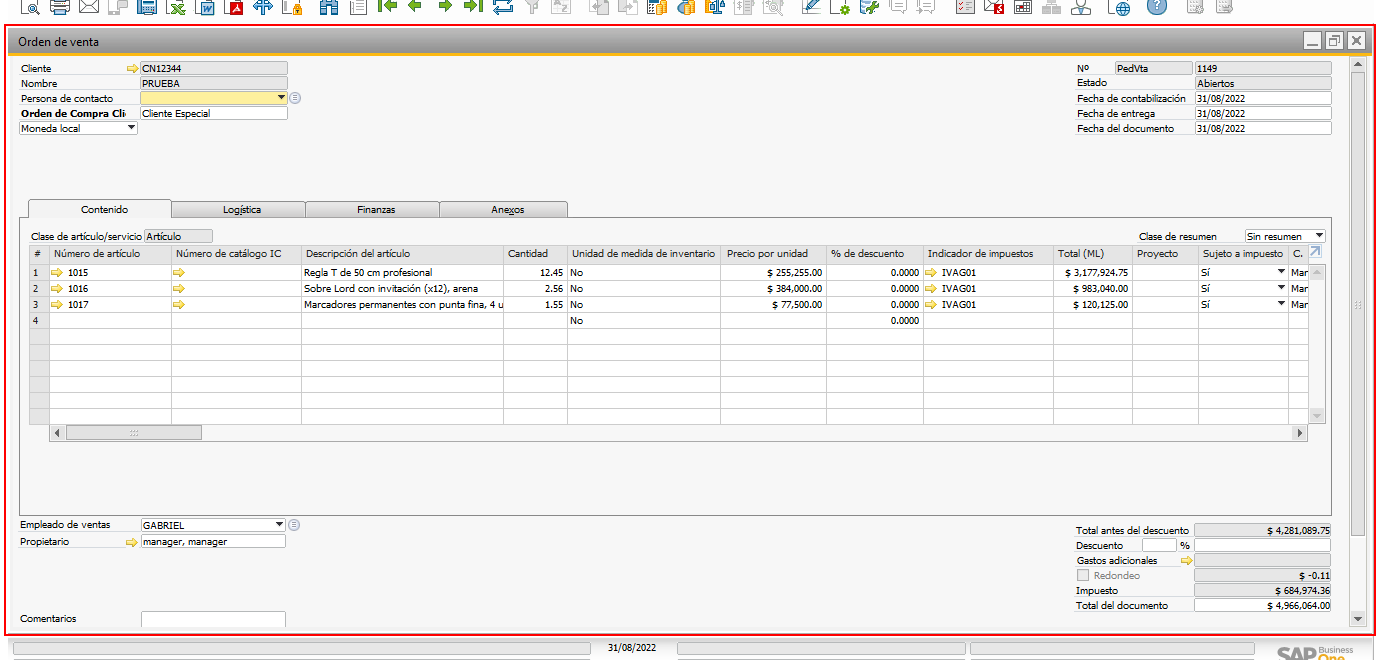 Orden de venta
Cliente CN12344
Nombre PRUEBA
Persona de contacto
Orden de Compra Cli Cliente Especial
Moneda local
Nº PedVta 1149
Estado Abiertos
Fecha de contabilización 31/08/2022
Fecha de entrega 31/08/2022
Fecha del documento 31/08/2022
Contenido Logística Finanzas Anexos
Clase de artículo/servicio Artículo Clase de resumen Sin resumen
# Número de artículo Número de catálogo IC Descripción del artículo Cantidad Unidad de medida de inventario Precio por unidad % de descuento Indicador de impuestos Total (ML) Proyecto Sujeto a impuesto C.
1 1015 Regla T de 50 cm profesional 12.45 No $ 255,255.00 0.0000 IVAG01 $ 3,177,924.75 Sí Mar
2 1016 Sobre Lord con invitación (x12), arena 2.56 No $ 384,000.00 0.0000 IVAG01 $ 983,040.00 Sí Mar
3 1017 Marcadores permanentes con punta fina, 4 u 1.55 No $ 77,500.00 0.0000 IVAG01 $ 120,125.00 Sí Mar
4 No 0.0000
Empleado de ventas GABRIEL
Propietario manager, manager
Comentarios
Total antes del descuento $ 4,281,089.75
Descuento %
Gastos adicionales
Redondeo $ -0.11
Impuesto $ 684,974.36
Total del documento $ 4,966,064.00
31/08/2022
SAP Business One